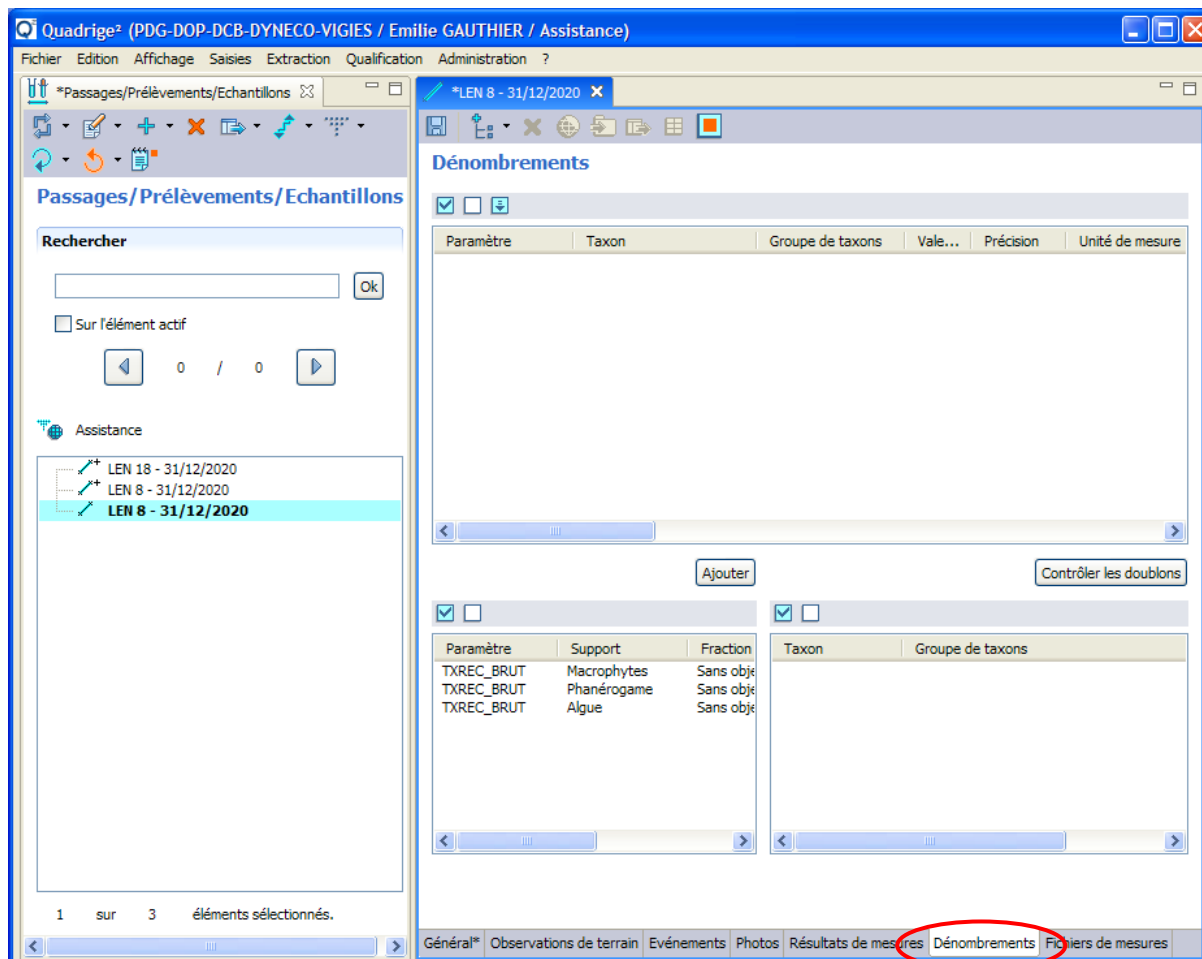 Quadrige² (PDG-DOP-DCB-DYNECO-VIGIES / Emilie GAUTHIER / Assistance)
Fichier Edition Affichage Saisies Extraction Qualification Administration ?
*Passages/Prélèvements/Echantillons
Passages/Prélèvements/Echantillons
Rechercher
Ok
Sur l'élément actif
0 / 0
Assistance
LEN 18 - 31/12/2020
LEN 8 - 31/12/2020
LEN 8 - 31/12/2020
1 sur 3 éléments sélectionnés.
*LEN 8 - 31/12/2020
Dénombrements
Paramètre Taxon Groupe de taxons Vale... Précision Unité de mesure
Ajouter Contrôler les doublons
Paramètre Support Fraction
TXREC_BRUT Macrophytes Sans obje
TXREC_BRUT Phanérogame Sans obje
TXREC_BRUT Algue Sans obje
Taxon Groupe de taxons
Général* Observations de terrain Evénements Photos Résultats de mesures Dénombrements Fichiers de mesures